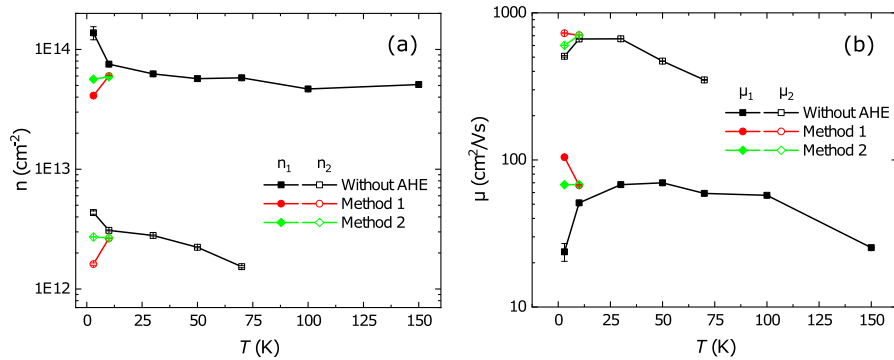 (a)
1E14
1E13
1E12
n (cm⁻²)
n₁ n₂
Without AHE
Method 1
Method 2
0 25 50 75 100 125 150
T (K)
(b)
1000
100
10
μ (cm²/Vs)
μ₁ μ₂
Without AHE
Method 1
Method 2
0 25 50 75 100 125 150
T (K)